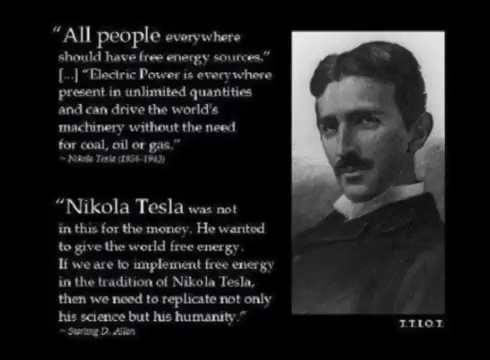 “All people everywhere
should have free energy sources.”
[...] “Electric Power is everywhere
present in unlimited quantities
and can drive the world's
machinery without the need
for coal, oil or gas.”
~ Nikola Tesla (1856-1943)
“Nikola Tesla was not
in this for the money. He wanted
to give the world free energy.
If we are to implement free energy
in the tradition of Nikola Tesla,
then we need to replicate not only
his science but his humanity.”
~ Sterling D. Allan
T.T.L.O.T.